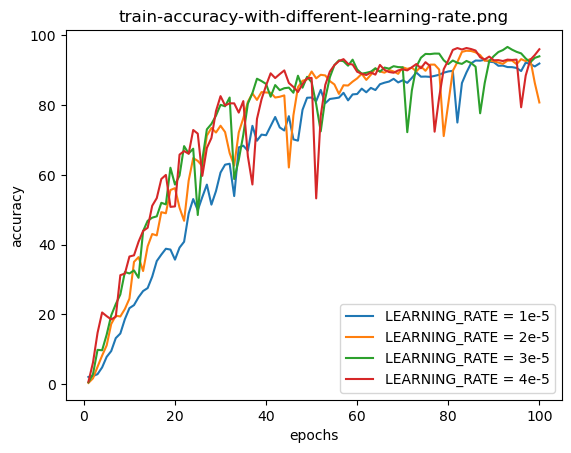 train-accuracy-with-different-learning-rate.png
accuracy
100
80
60
40
20
0
0 20 40 60 80 100
epochs
LEARNING_RATE = 1e-5
LEARNING_RATE = 2e-5
LEARNING_RATE = 3e-5
LEARNING_RATE = 4e-5